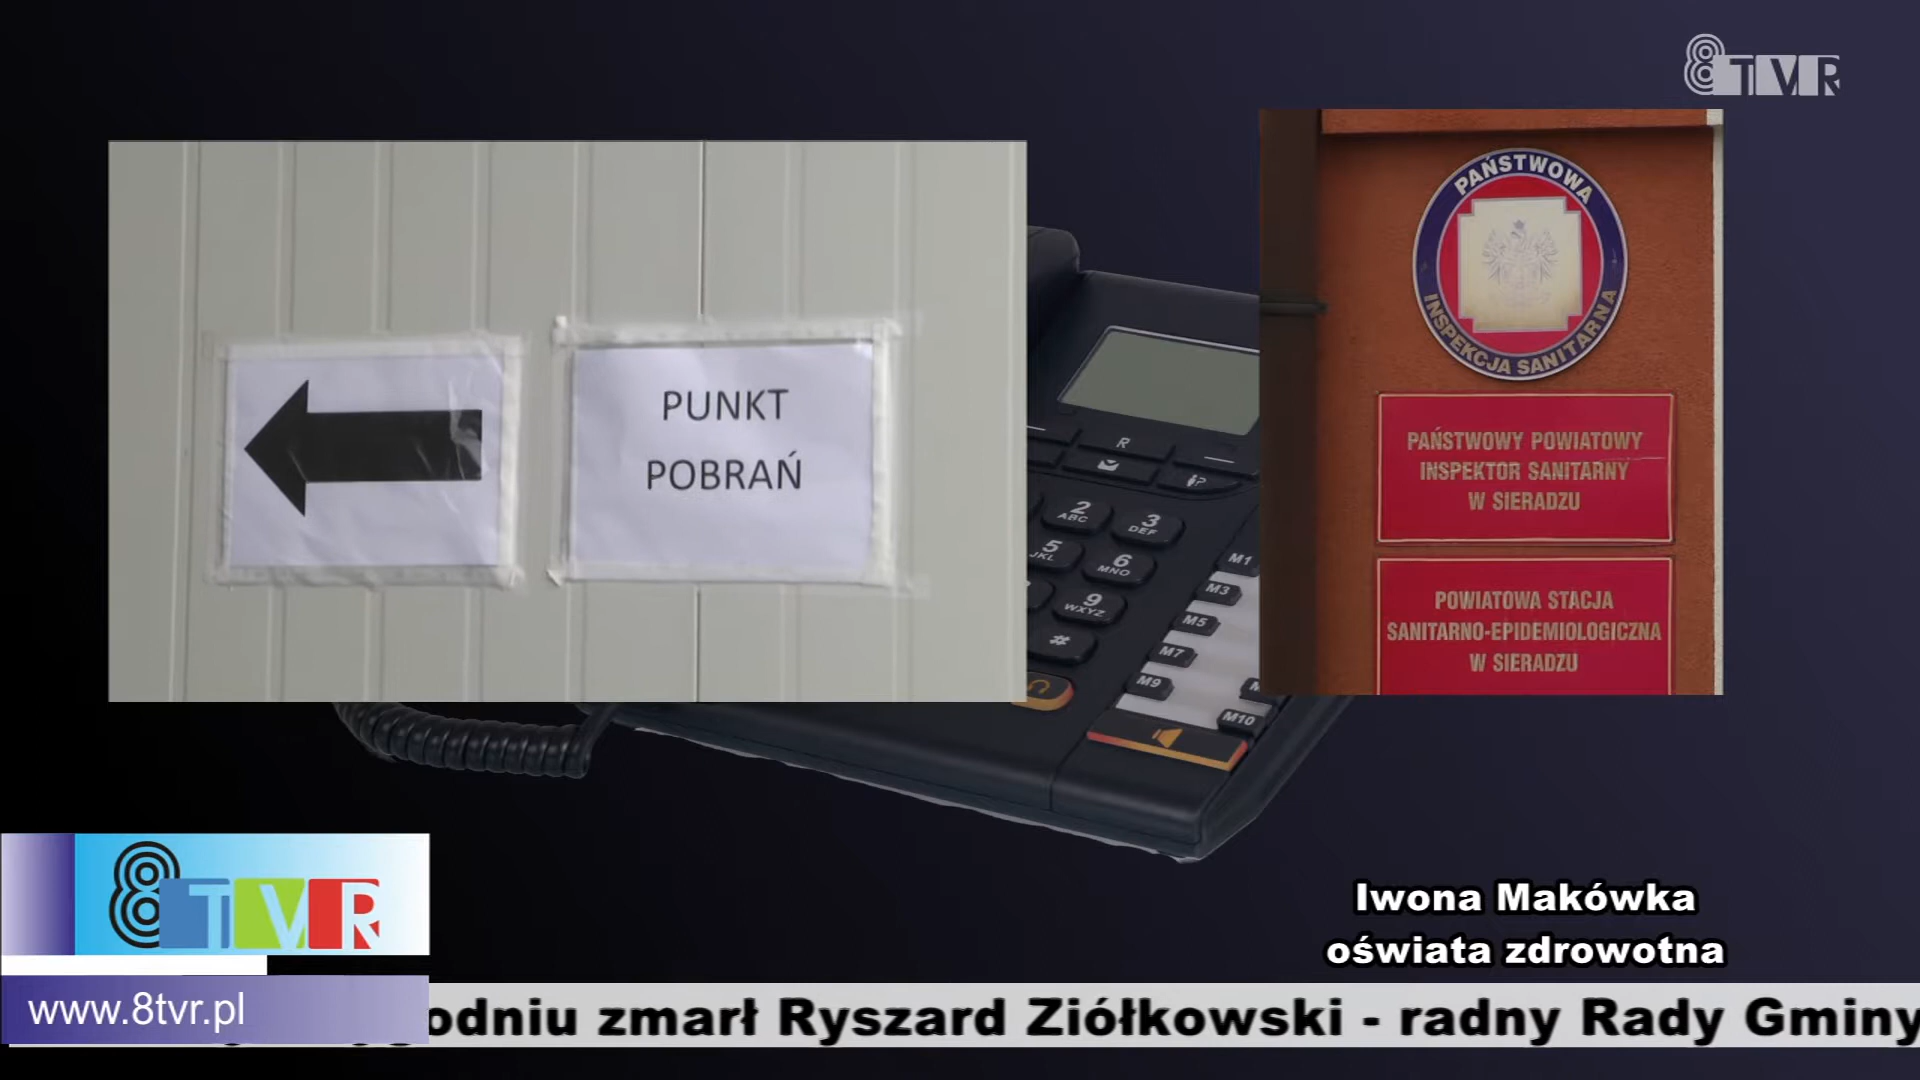 8TVR
PUNKT
POBRAŃ
PAŃSTWOWA
INSPEKCJA SANITARNA
PAŃSTWOWY POWIATOWY
INSPEKTOR SANITARNY
W SIERADZU
POWIATOWA STACJA
SANITARNO-EPIDEMIOLOGICZNA
W SIERADZU
R
2
ABC
3
DEF
5
JKL
6
MNO
9
WXYZ
#
M1
M3
M5
M7
M9
M10
8TVR
www.8tvr.pl
Iwona Makówka
oświata zdrowotna
zmarł Ryszard Ziółkowski - radny Rady Gminy